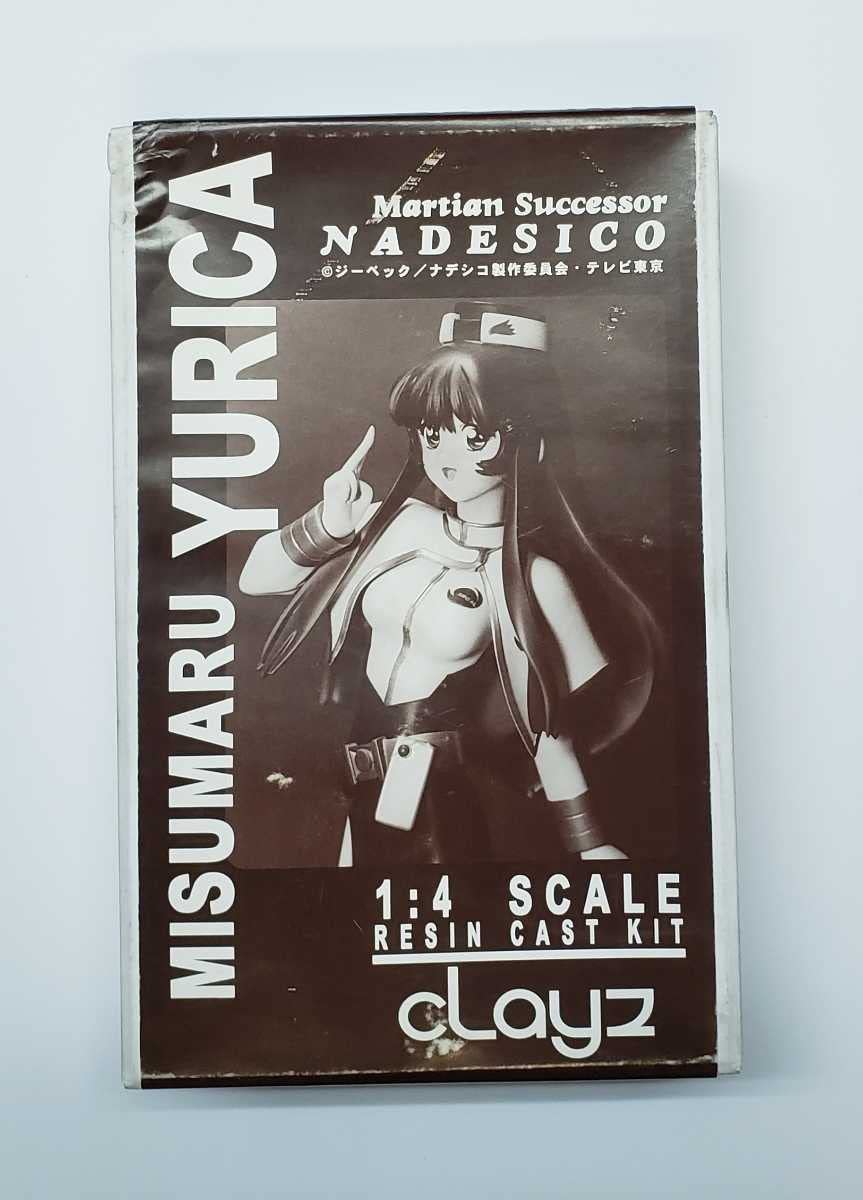 MISUMARU YURICA
Martian Successor
NADESICO
©ジーベック／ナデシコ製作委員会・テレビ東京
1:4 SCALE
RESIN CAST KIT
cLayz